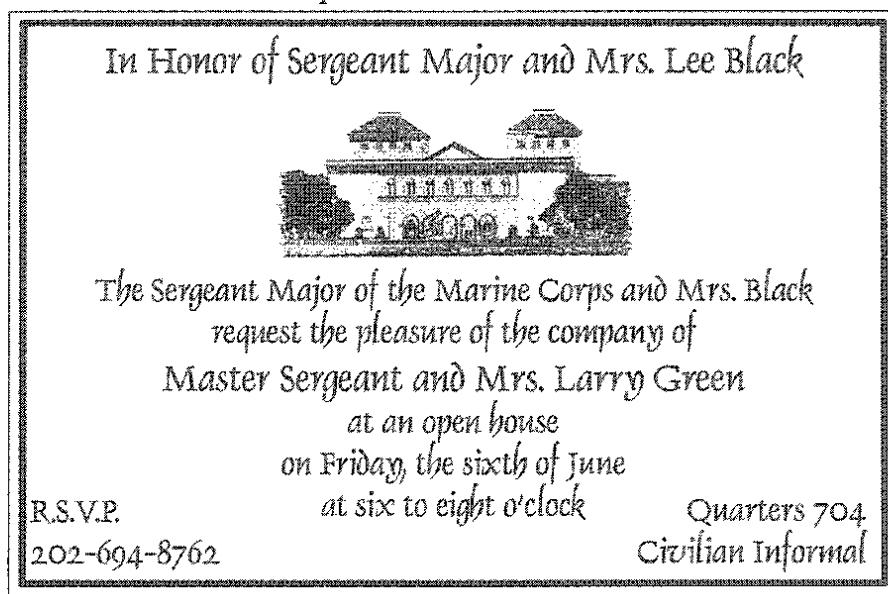 In Honor of Sergeant Major and Mrs. Lee Black
The Sergeant Major of the Marine Corps and Mrs. Black
request the pleasure of the company of
Master Sergeant and Mrs. Larry Green
at an open house
on Friday, the sixth of June
at six to eight o'clock
R.S.V.P.
202-694-8762
Quarters 704
Civilian Informal